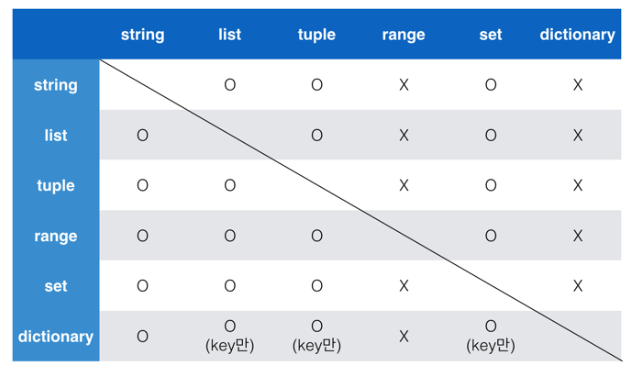 string list tuple range set dictionary
string O O X O X
list O O X O X
tuple O O X O X
range O O O O X
set O O O X X
dictionary O O (key만) O (key만) X O (key만)